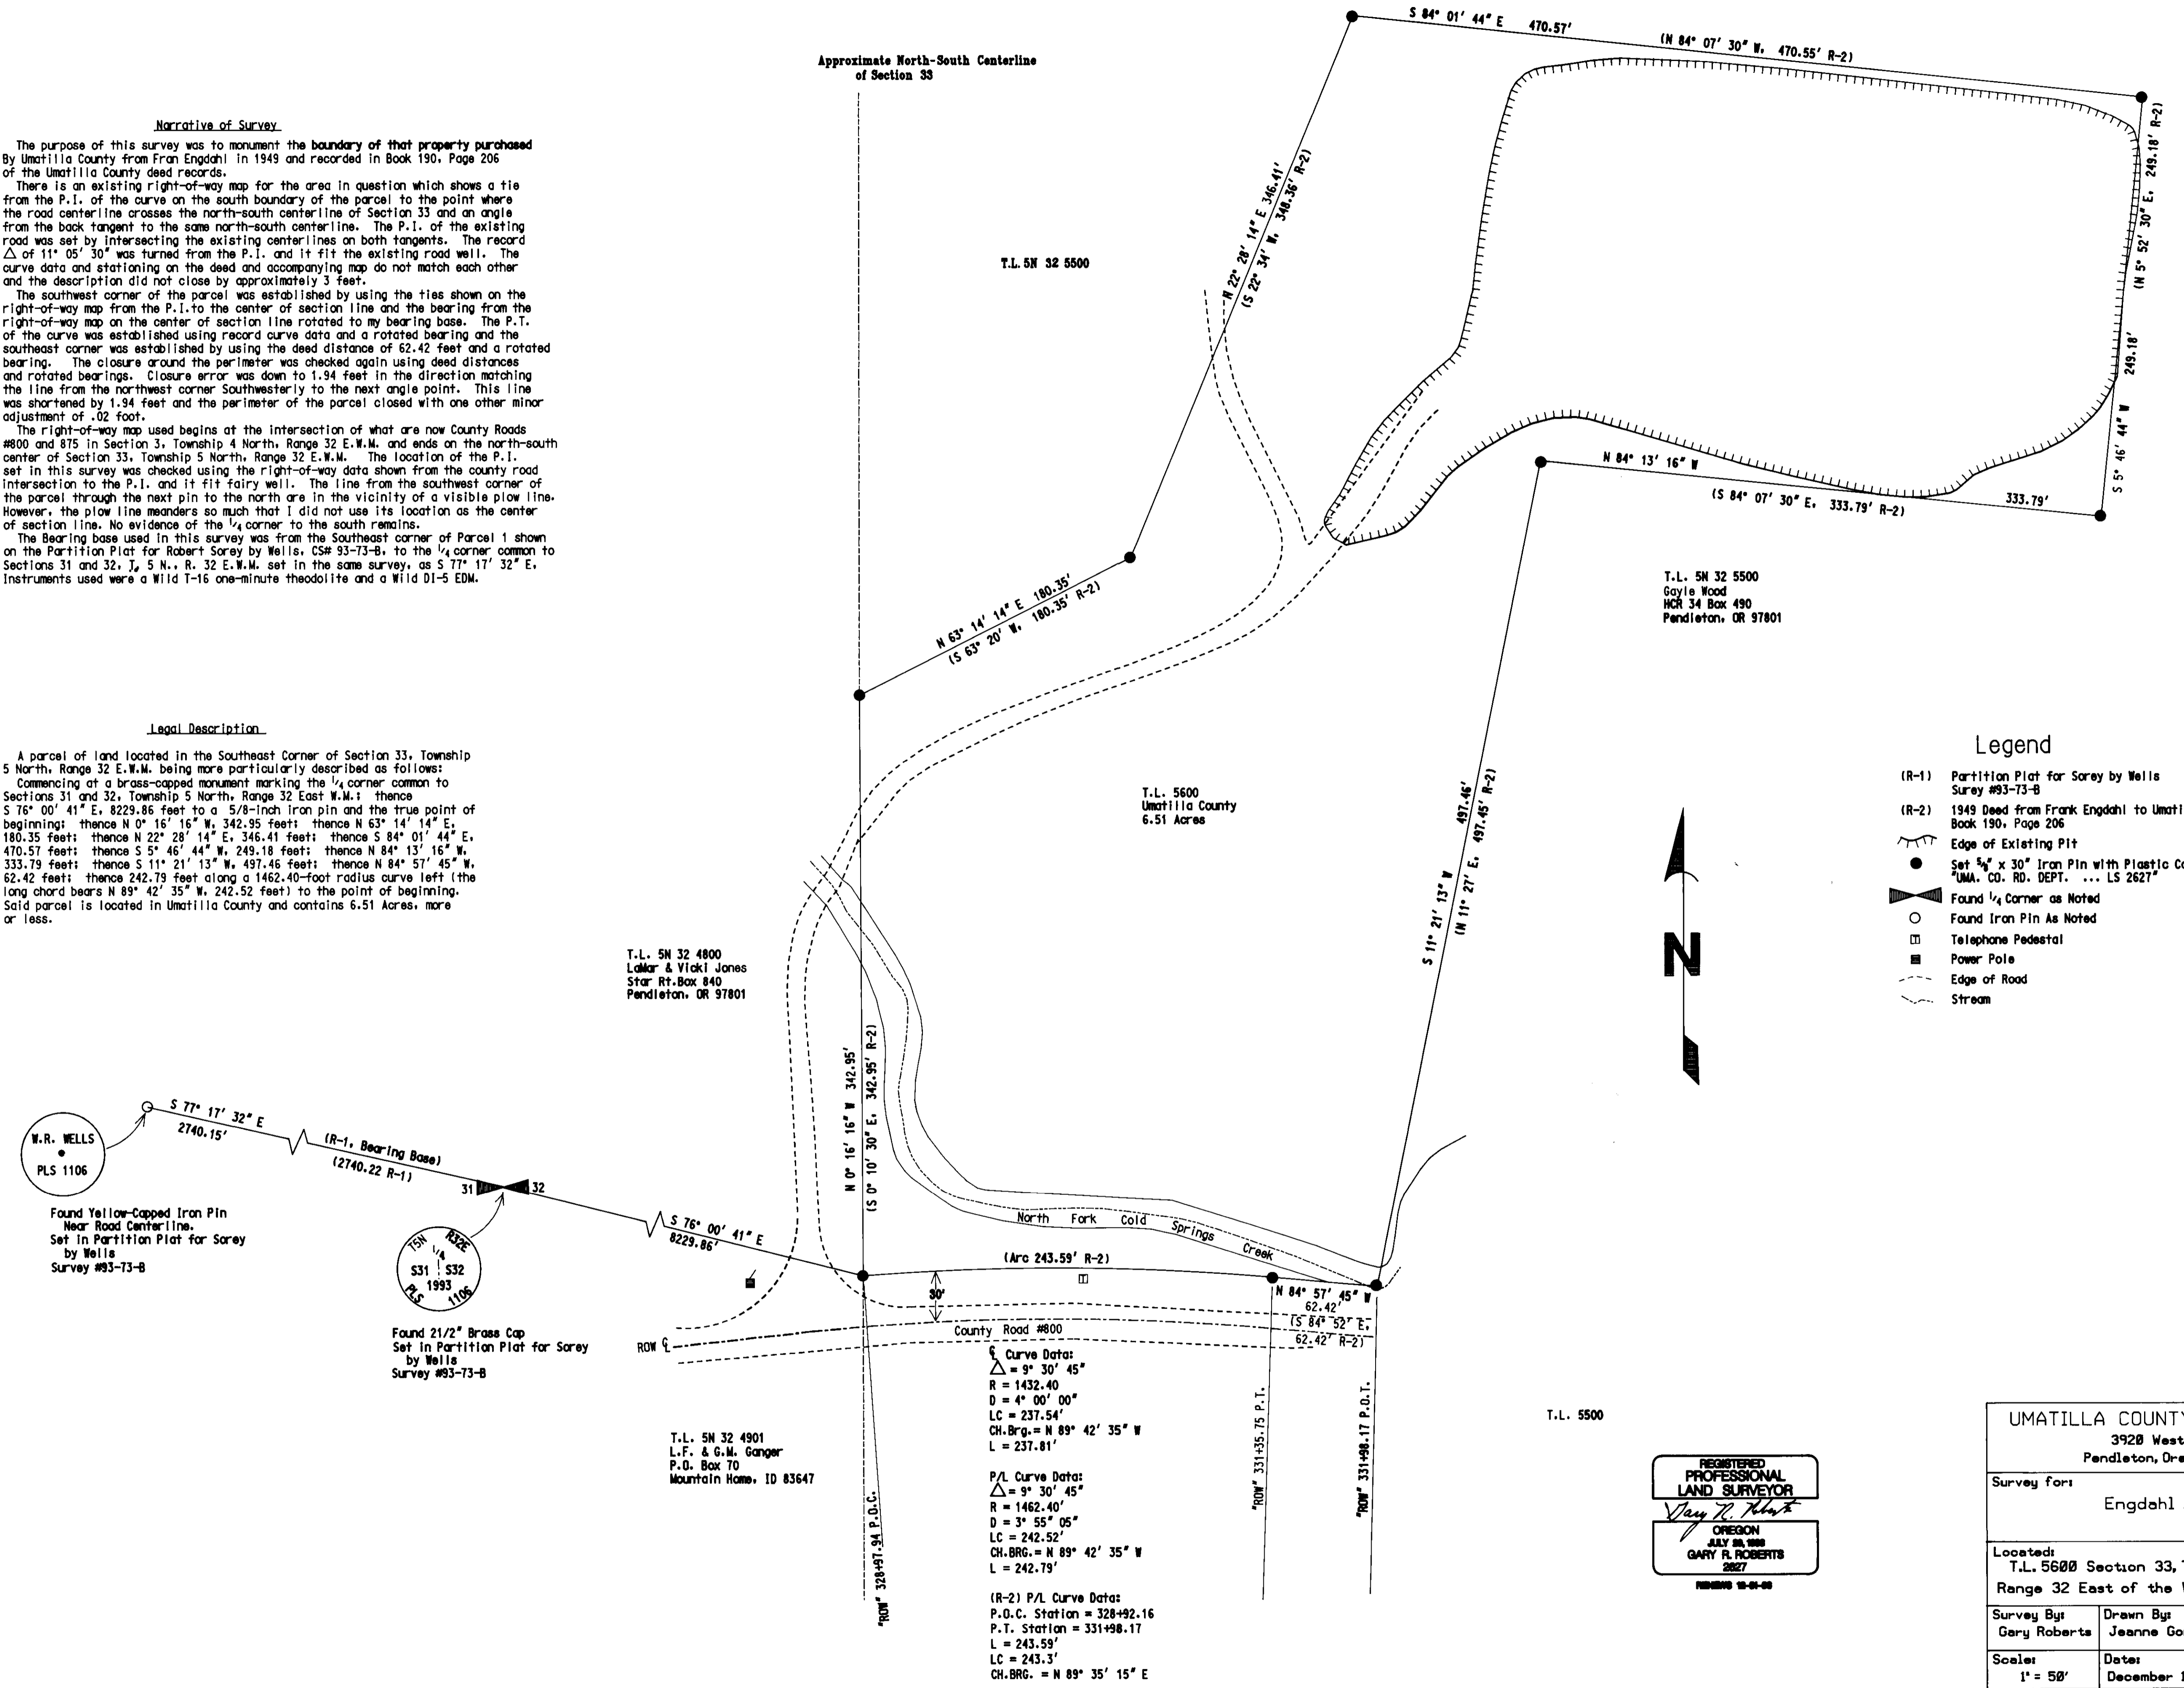 Narrative of Survey
The purpose of this survey was to monument the boundary of that property purchased
By Umatilla County from Fran Engdahl in 1949 and recorded in Book 190, Page 206
of the Umatilla County deed records.
There is an existing right-of-way map for the area in question which shows a tie
from the P.I. of the curve on the south boundary of the parcel to the point where
the road centerline crosses the north-south centerline of Section 33 and an angle
from the back tangent to the same north-south centerline. The P.I. of the existing
road was set by intersecting the existing centerlines on both tangents. The record
△ of 11° 05' 30" was turned from the P.I. and it fit the existing road well. The
curve data and stationing on the deed and accompanying map do not match each other
and the description did not close by approximately 3 feet.
The southwest corner of the parcel was established by using the ties shown on the
right-of-way map from the P.I.to the center of section line and the bearing from the
right-of-way map on the center of section line rotated to my bearing base. The P.T.
of the curve was established using record curve data and a rotated bearing and the
southeast corner was established by using the deed distance of 62.42 feet and a rotated
bearing. The closure around the perimeter was checked again using deed distances
and rotated bearings. Closure error was down to 1.94 feet in the direction matching
the line from the northwest corner Southwesterly to the next angle point. This line
was shortened by 1.94 feet and the perimeter of the parcel closed with one other minor
adjustment of .02 foot.
The right-of-way map used begins at the intersection of what are now County Roads
#800 and 875 in Section 3, Township 4 North, Range 32 E.W.M. and ends on the north-south
center of Section 33, Township 5 North, Range 32 E.W.M. The location of the P.I.
set in this survey was checked using the right-of-way data shown from the county road
intersection to the P.I. and it fit fairy well. The line from the southwest corner of
the parcel through the next pin to the north are in the vicinity of a visible plow line.
However, the plow line meanders so much that I did not use its location as the center
of section line. No evidence of the 1/4 corner to the south remains.
The Bearing base used in this survey was from the Southeast corner of Parcel 1 shown
on the Partition Plat for Robert Sorey by Wells, CS# 93-73-B, to the 1/4 corner common to
Sections 31 and 32, T. 5 N., R. 32 E.W.M. set in the same survey, as S 77° 17' 32" E.
Instruments used were a Wild T-16 one-minute theodolite and a Wild DI-5 EDM.
Legal Description
A parcel of land located in the Southeast Corner of Section 33, Township
5 North, Range 32 E.W.M. being more particularly described as follows:
Commencing at a brass-capped monument marking the 1/4 corner common to
Sections 31 and 32, Township 5 North, Range 32 East W.M.; thence
S 76° 00' 41" E, 8229.86 feet to a 5/8-inch iron pin and the true point of
beginning; thence N 0° 16' 16" W, 342.95 feet; thence N 63° 14' 14" E,
180.35 feet; thence N 22° 28' 14" E, 346.41 feet; thence S 84° 01' 44" E,
470.57 feet; thence S 5° 46' 44" W, 249.18 feet; thence N 84° 13' 16" W,
333.79 feet; thence S 11° 21' 13" W, 497.46 feet; thence N 84° 57' 45" W,
62.42 feet; thence 242.79 feet along a 1462.40-foot radius curve left (the
long chord bears N 89° 42' 35" W, 242.52 feet) to the point of beginning.
Said parcel is located in Umatilla County and contains 6.51 Acres, more
or less.
Approximate North-South Centerline
of Section 33
S 84° 01' 44" E 470.57'
(N 84° 07' 30" W, 470.55' R-2)
(N 5° 52' 30" E, 249.18' R-2)
S 5° 46' 44" W 249.18'
N 22° 28' 14" E 346.41'
(S 22° 34' W, 348.36' R-2)
T.L. 5N 32 5500
N 84° 13' 16" W
333.79'
(S 84° 07' 30" E, 333.79' R-2)
N 63° 14' 14" E 180.35'
(S 63° 20' W, 180.35' R-2)
T.L. 5N 32 5500
Gayle Wood
HCR 34 Box 490
Pendleton, OR 97801
T.L. 5600
Umatilla County
6.51 Acres
S 11° 21' 13" W 497.46'
(N 11° 27' E, 497.45' R-2)
N
Legend
(R-1) Partition Plat for Sorey by Wells
Surey #93-73-B
(R-2) 1949 Deed from Frank Engdahl to Umati
Book 190, Page 206
Edge of Existing Pit
Set 5/8" x 30" Iron Pin with Plastic Ca
"UMA. CO. RD. DEPT. ... LS 2627"
Found 1/4 Corner as Noted
Found Iron Pin As Noted
T Telephone Pedestal
Power Pole
Edge of Road
Stream
T.L. 5N 32 4800
LaMar & Vicki Jones
Star Rt.Box 840
Pendleton, OR 97801
N 0° 16' 16" W 342.95'
(S 0° 10' 30" E, 342.95' R-2)
W.R. WELLS
PLS 1106
S 77° 17' 32" E
2740.15'
(R-1, Bearing Base)
(2740.22 R-1)
31 32
Found Yellow-Capped Iron Pin
Near Road Centerline.
Set in Partition Plat for Sorey
by Wells
Survey #93-73-B
T5N R32E
1/4
S31 S32
1993
PLS 1106
Found 21/2" Brass Cap
Set in Partition Plat for Sorey
by Wells
Survey #93-73-B
S 76° 00' 41" E
8229.86'
North Fork Cold Springs Creek
(Arc 243.59' R-2)
T
30'
N 84° 57' 45" W
62.42'
(S 84° 52' E,
62.42' R-2)
ROW ℄
County Road #800
℄ Curve Data:
△ = 9° 30' 45"
R = 1432.40
D = 4° 00' 00"
LC = 237.54'
CH.Brg.= N 89° 42' 35" W
L = 237.81'
P/L Curve Data:
△ = 9° 30' 45"
R = 1462.40'
D = 3° 55" 05"
LC = 242.52'
CH.BRG.= N 89° 42' 35" W
L = 242.79'
(R-2) P/L Curve Data:
P.O.C. Station = 328+92.16
P.T. Station = 331+98.17
L = 243.59'
LC = 243.3'
CH.BRG. = N 89° 35' 15" E
T.L. 5N 32 4901
L.F. & G.M. Ganger
P.O. Box 70
Mountain Home, ID 83647
"ROW" 328+97.94 P.O.C.
"ROW" 331+35.75 P.T.
"ROW" 331+98.17 P.O.T.
T.L. 5500
REGISTERED
PROFESSIONAL
LAND SURVEYOR
Gary R. Roberts
OREGON
GARY R. ROBERTS
2627
UMATILLA COUNTY
3920 West
Pendleton, Ore
Survey for:
Engdahl
Located:
T.L. 5600 Section 33,
Range 32 East of the
Survey By:
Gary Roberts
Drawn By:
Jeanne Go
Scale:
1" = 50'
Date:
December 1